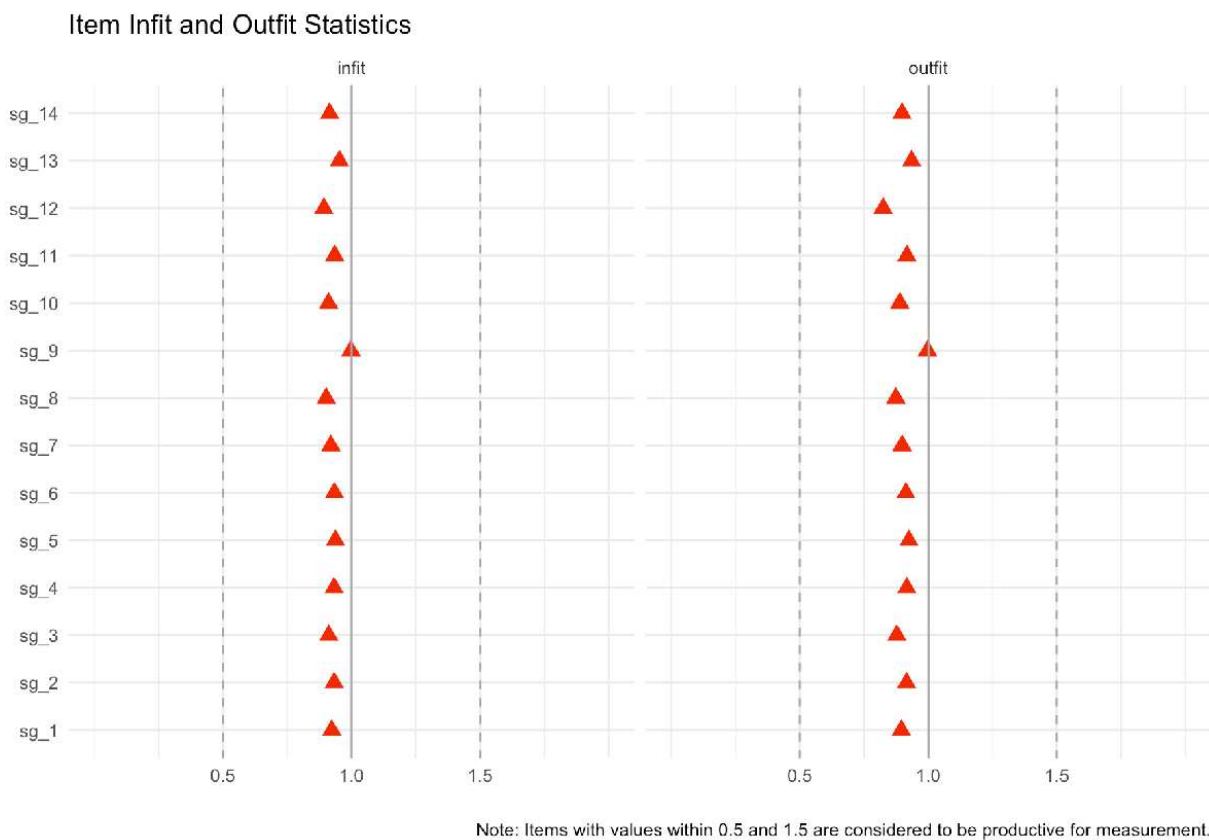 Item Infit and Outfit Statistics
infit
outfit
sg_14
sg_13
sg_12
sg_11
sg_10
sg_9
sg_8
sg_7
sg_6
sg_5
sg_4
sg_3
sg_2
sg_1
0.5 1.0 1.5
0.5 1.0 1.5
Note: Items with values within 0.5 and 1.5 are considered to be productive for measurement.